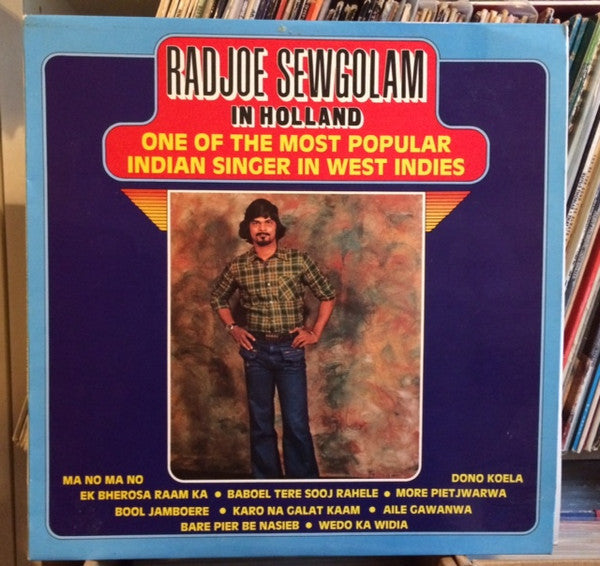 RADJOE SEWGOLAM
IN HOLLAND
ONE OF THE MOST POPULAR
INDIAN SINGER IN WEST INDIES
MA NO MA NO
DONO KOELA
EK BHEROSA RAAM KA • BABOEL TERE SOOJ RAHELE • MORE PIETJWARWA
BOOL JAMBOERE • KARO NA GALAT KAAM • AILE GAWANWA
BARE PIER BE NASIEB • WEDO KA WIDIA